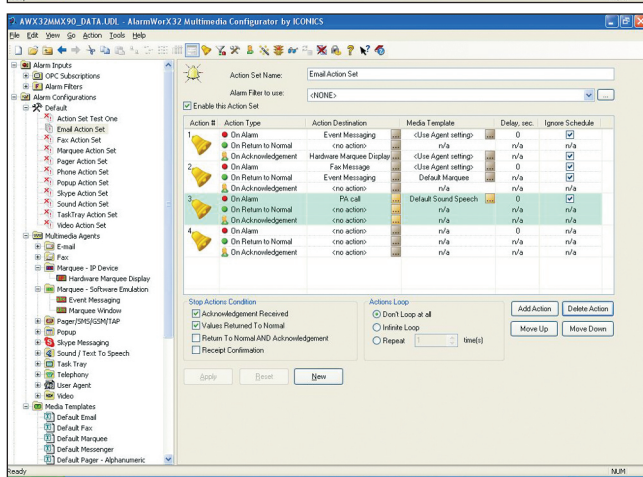 AWX32MMX90_DATA.UDL - AlarmWorX32 Multimedia Configurator by ICONICS
File Edit View Go Action Tools Help
Alarm Inputs
OPC Subscriptions
Alarm Filters
Alarm Configurations
Default
Action Set Test One
Email Action Set
Fax Action Set
Marquee Action Set
Pager Action Set
Phone Action Set
Popup Action Set
Skype Action Set
Sound Action Set
TaskTray Action Set
Video Action Set
Multimedia Agents
E-mail
Fax
Marquee - IP Device
Hardware Marquee Display
Marquee - Software Emulation
Event Messaging
Marquee Window
Pager/SMS/GSM/TAP
Popup
Skype Messaging
Sound / Text To Speech
Task Tray
Telephony
User Agent
Video
Media Templates
Default Email
Default Fax
Default Marquee
Default Messenger
Default Pager - Alphanumeric
Action Set Name: Email Action Set
Alarm Filter to use: <NONE> ...
Enable this Action Set
Action # Action Type Action Destination Media Template Delay, sec. Ignore Schedule
1 On Alarm Event Messaging ... <Use Agent setting> ... 0
On Return to Normal <no action> ... n/a n/a n/a
On Acknowledgement Hardware Marquee Display ... <Use Agent setting> ... n/a
2 On Alarm Fax Message ... <Use Agent setting> ... 0
On Return to Normal Event Messaging ... Default Marquee ... n/a
On Acknowledgement <no action> ... n/a n/a n/a
3 On Alarm PA call ... Default Sound Speech ... 0
On Return to Normal <no action> ... n/a n/a n/a
On Acknowledgement <no action> ... n/a n/a n/a
4 On Alarm <no action> ... n/a 0 n/a
On Return to Normal <no action> ... n/a n/a n/a
On Acknowledgement <no action> ... n/a n/a n/a
Stop Actions Condition
Acknowledgement Received
Values Returned To Normal
Return To Normal AND Acknowledgement
Receipt Confirmation
Actions Loop
Don't Loop at all
Infinite Loop
Repeat 1 time(s)
Add Action Delete Action
Move Up Move Down
Apply Reset New
Ready NUM